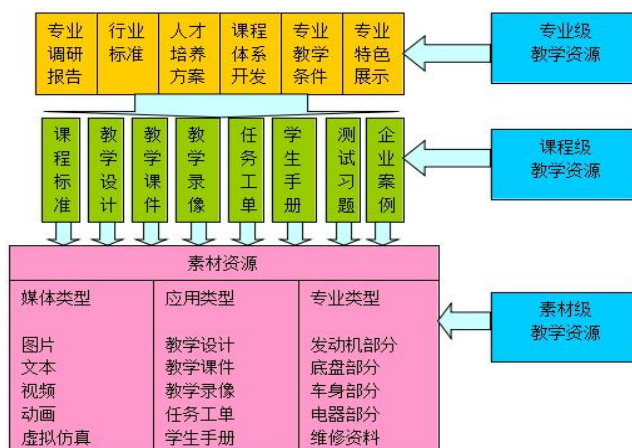 专业调研报告
行业标准
人才培养方案
课程体系开发
专业教学条件
专业特色展示
专业级
教学资源
课程标准
教学设计
教学课件
教学录像
任务工单
学生手册
测试习题
企业案例
课程级
教学资源
素材资源
媒体类型
图片
文本
视频
动画
虚拟仿真
应用类型
教学设计
教学课件
教学录像
任务工单
学生手册
专业类型
发动机部分
底盘部分
车身部分
电器部分
维修资料
素材级
教学资源